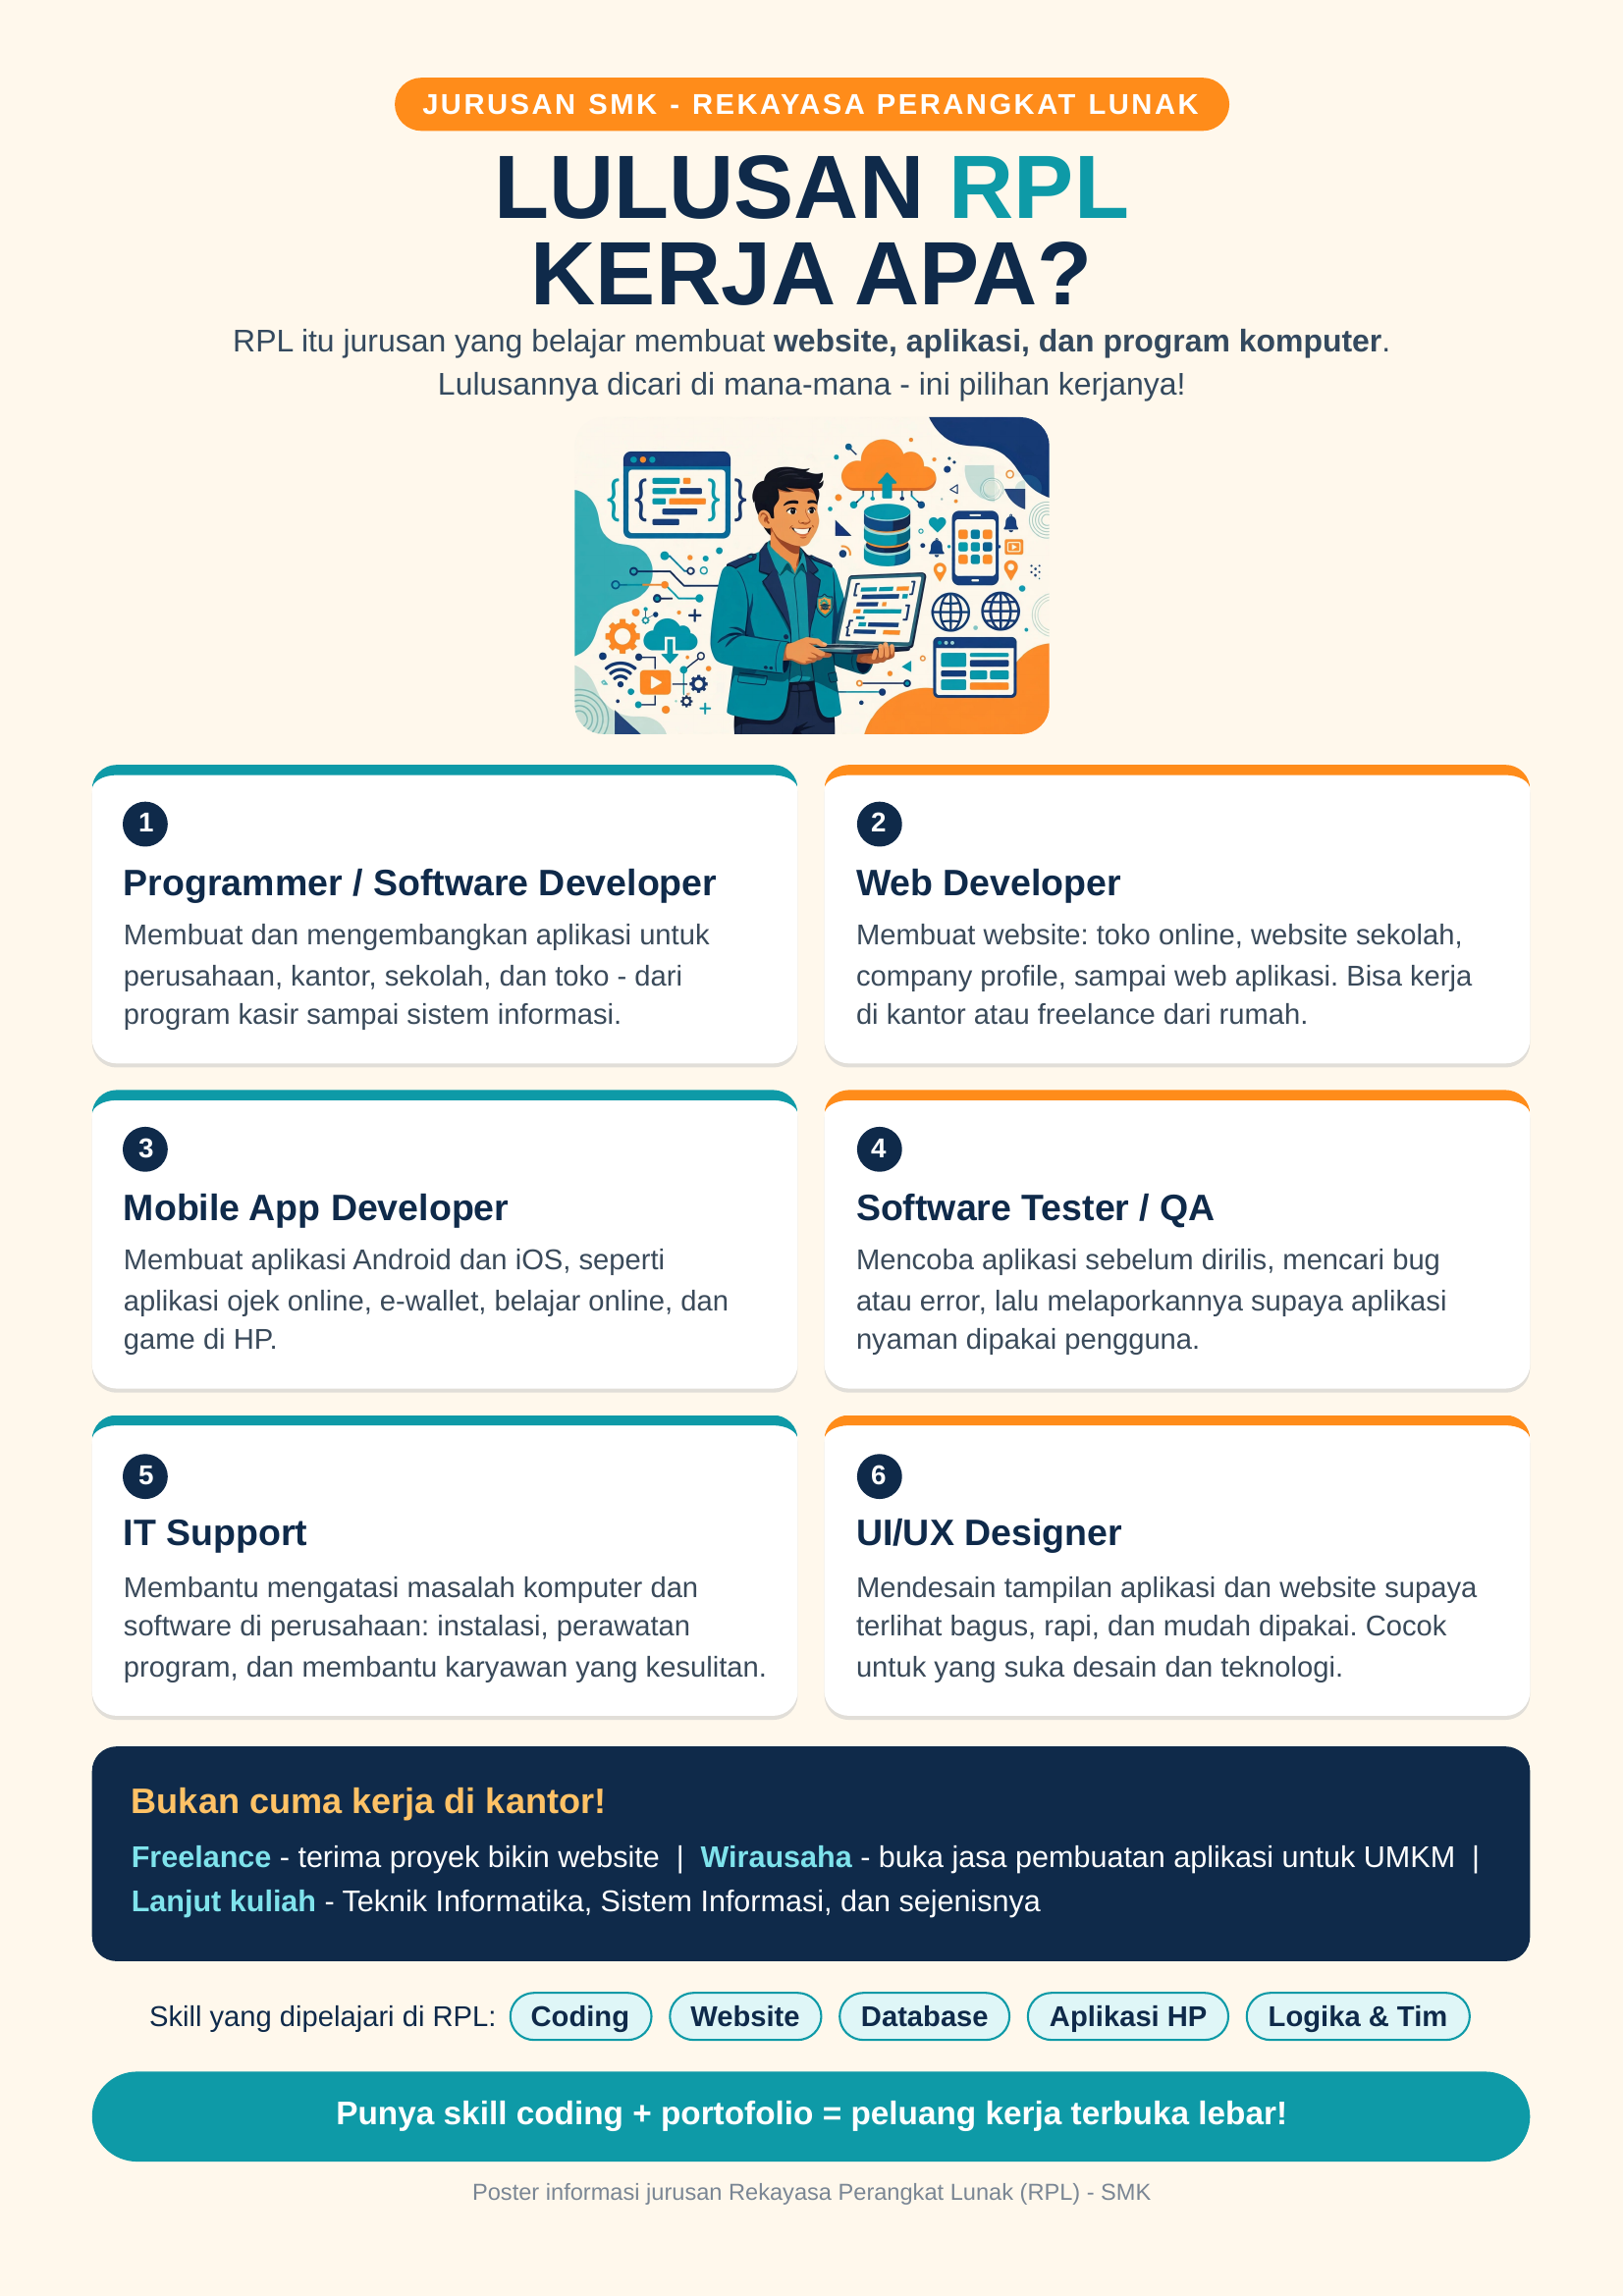 JURUSAN SMK - REKAYASA PERANGKAT LUNAK
LULUSAN RPL
KERJA APA?
RPL itu jurusan yang belajar membuat website, aplikasi, dan program komputer.
Lulusannya dicari di mana-mana - ini pilihan kerjanya!
1
Programmer / Software Developer
Membuat dan mengembangkan aplikasi untuk
perusahaan, kantor, sekolah, dan toko - dari
program kasir sampai sistem informasi.
2
Web Developer
Membuat website: toko online, website sekolah,
company profile, sampai web aplikasi. Bisa kerja
di kantor atau freelance dari rumah.
3
Mobile App Developer
Membuat aplikasi Android dan iOS, seperti
aplikasi ojek online, e-wallet, belajar online, dan
game di HP.
4
Software Tester / QA
Mencoba aplikasi sebelum dirilis, mencari bug
atau error, lalu melaporkannya supaya aplikasi
nyaman dipakai pengguna.
5
IT Support
Membantu mengatasi masalah komputer dan
software di perusahaan: instalasi, perawatan
program, dan membantu karyawan yang kesulitan.
6
UI/UX Designer
Mendesain tampilan aplikasi dan website supaya
terlihat bagus, rapi, dan mudah dipakai. Cocok
untuk yang suka desain dan teknologi.
Bukan cuma kerja di kantor!
Freelance - terima proyek bikin website | Wirausaha - buka jasa pembuatan aplikasi untuk UMKM |
Lanjut kuliah - Teknik Informatika, Sistem Informasi, dan sejenisnya
Skill yang dipelajari di RPL: Coding Website Database Aplikasi HP Logika & Tim
Punya skill coding + portofolio = peluang kerja terbuka lebar!
Poster informasi jurusan Rekayasa Perangkat Lunak (RPL) - SMK